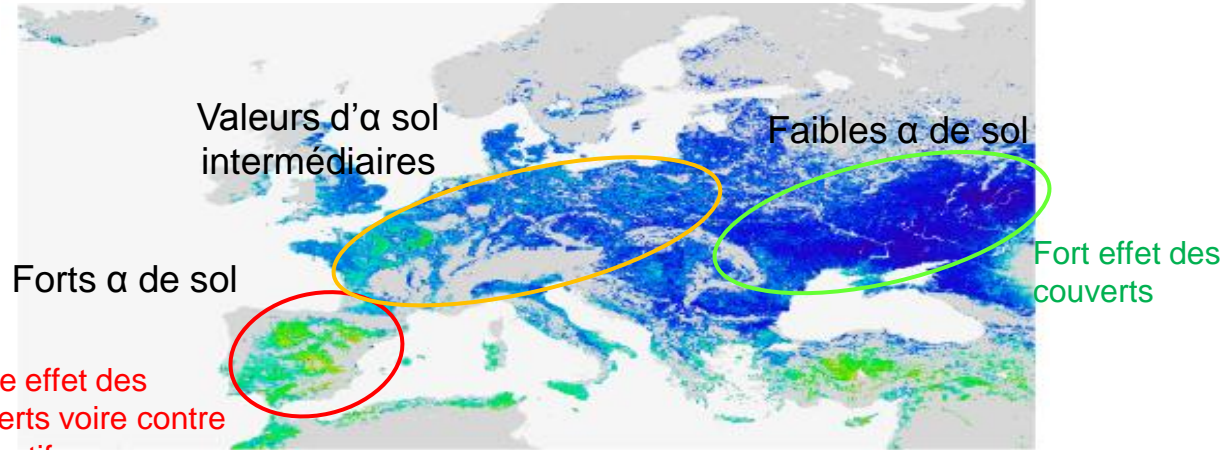 Valeurs d'α sol
intermédiaires
Faibles α de sol
Fort effet des
couverts
Forts α de sol
e effet des
erts voire contre